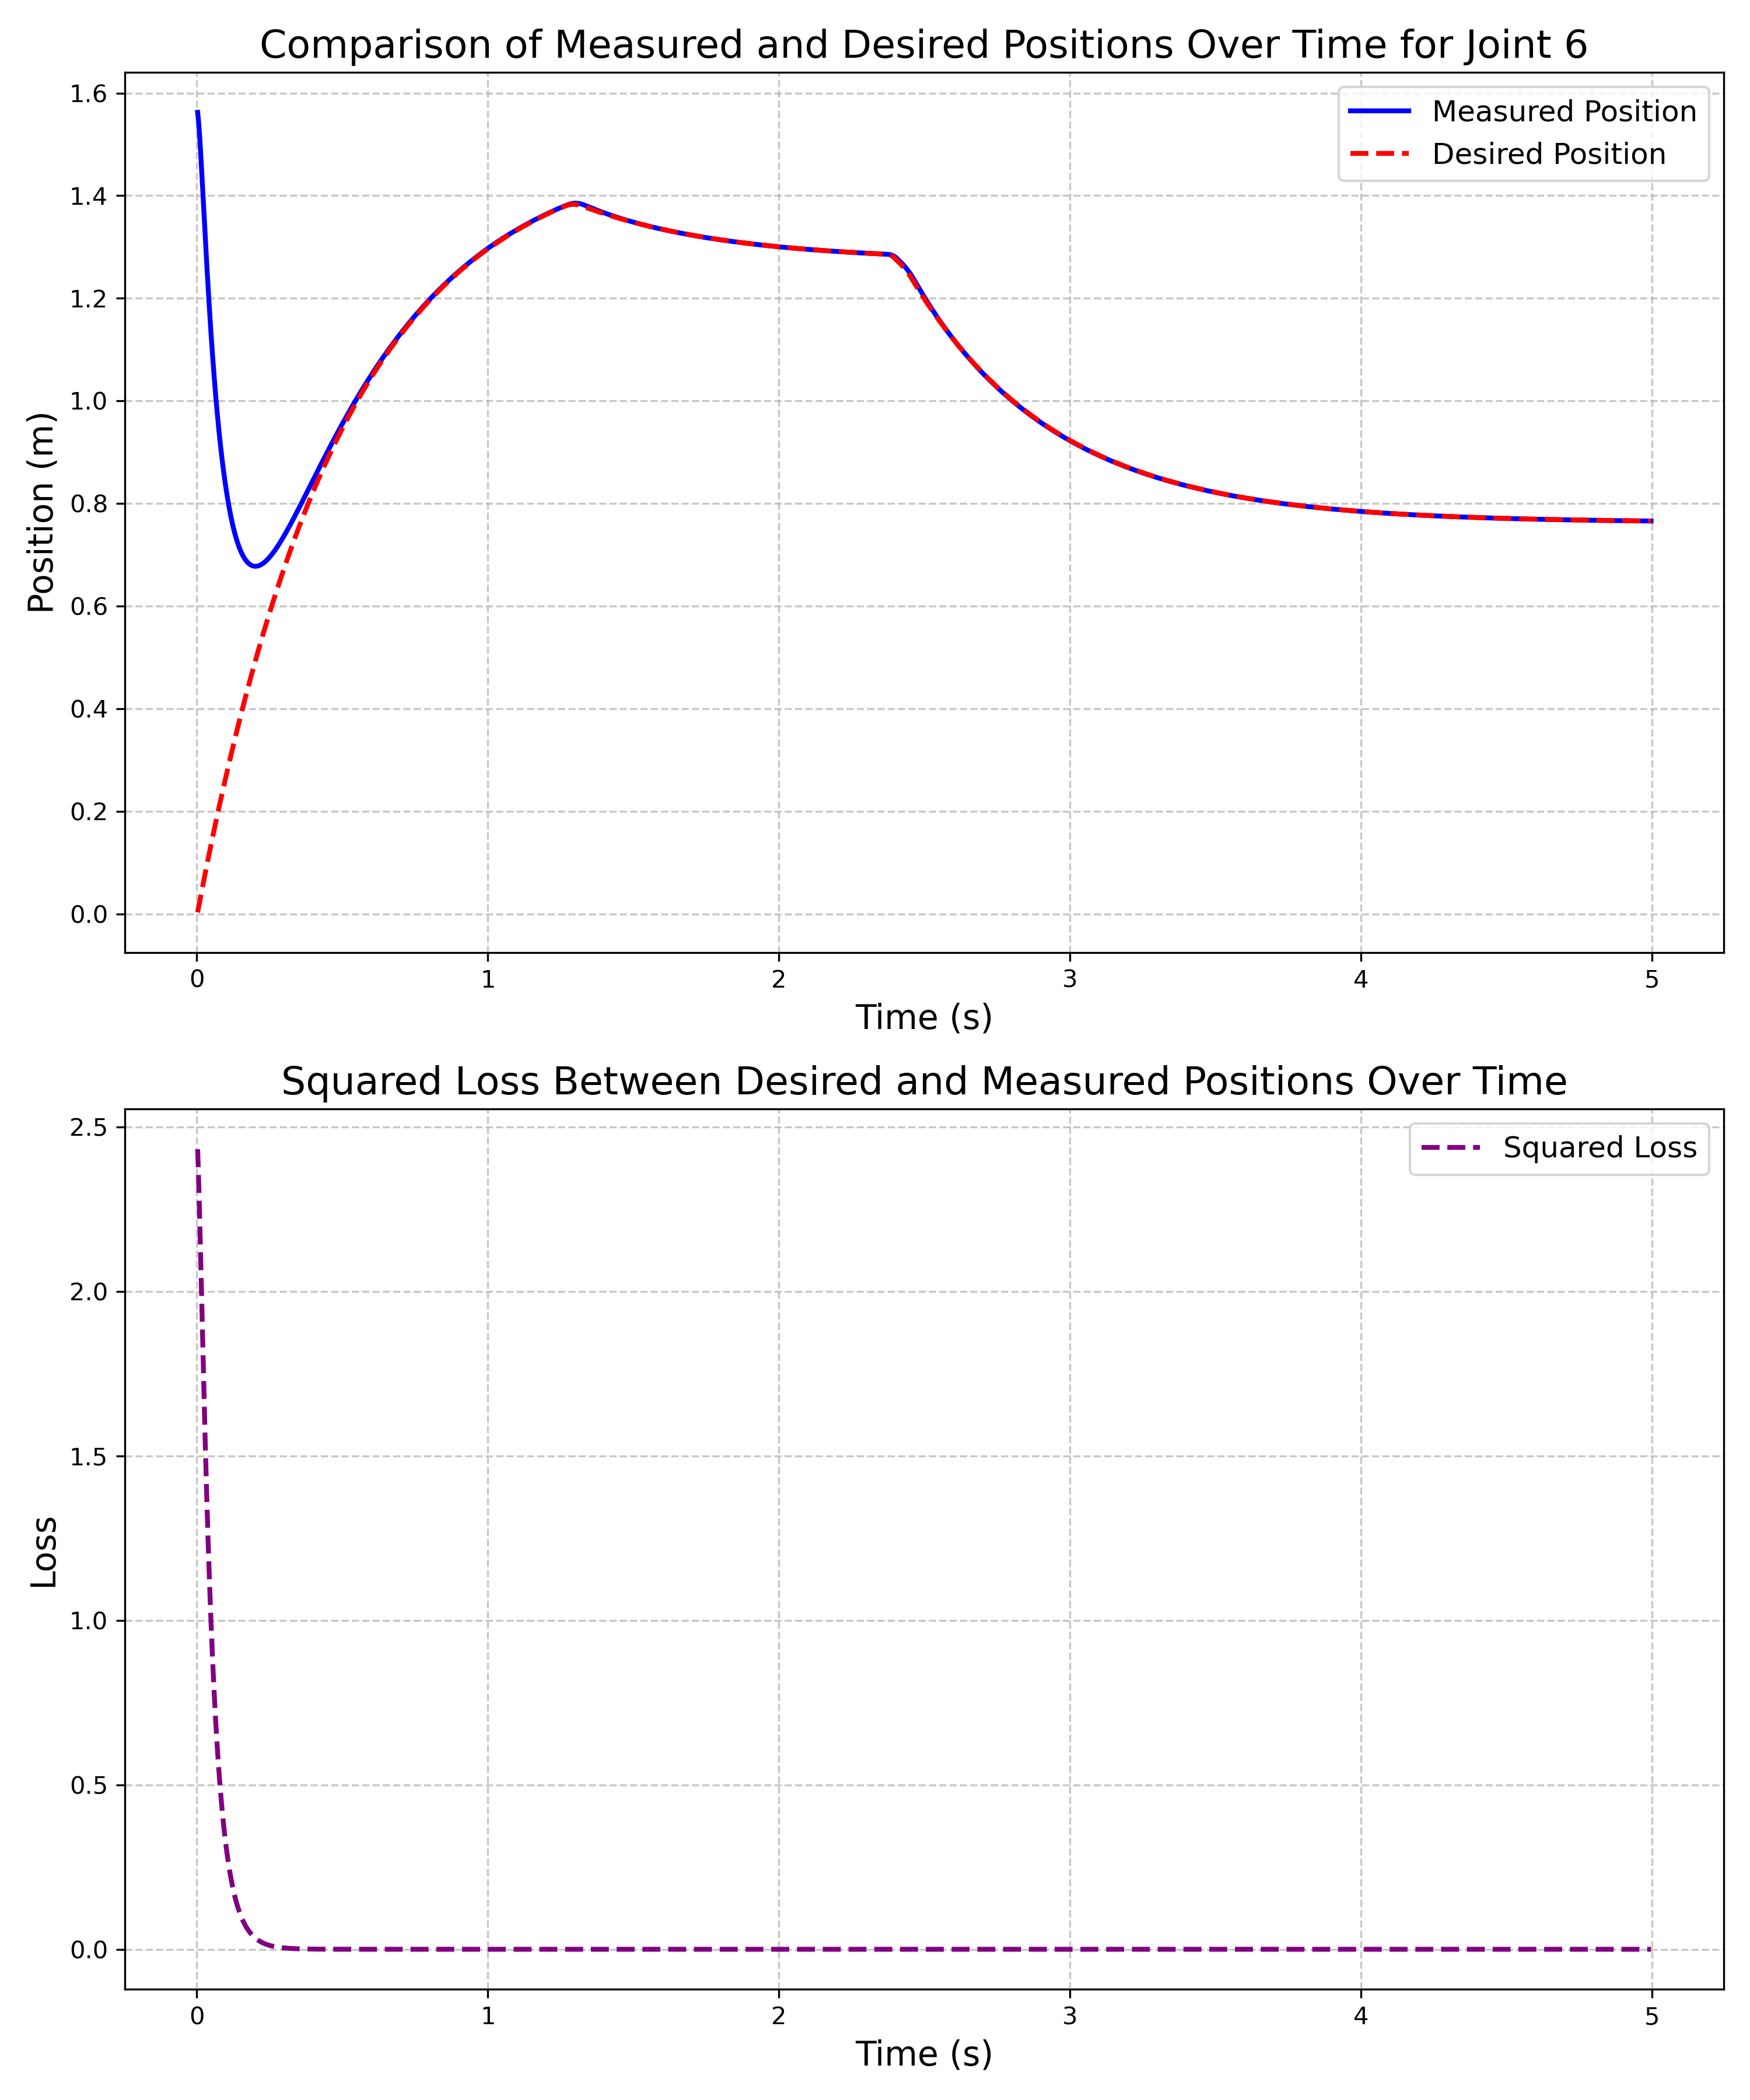 Comparison of Measured and Desired Positions Over Time for Joint 6
Measured Position
Desired Position
Position (m)
1.6
1.4
1.2
1.0
0.8
0.6
0.4
0.2
0.0
0 1 2 3 4 5
Time (s)
Squared Loss Between Desired and Measured Positions Over Time
Squared Loss
Loss
2.5
2.0
1.5
1.0
0.5
0.0
0 1 2 3 4 5
Time (s)